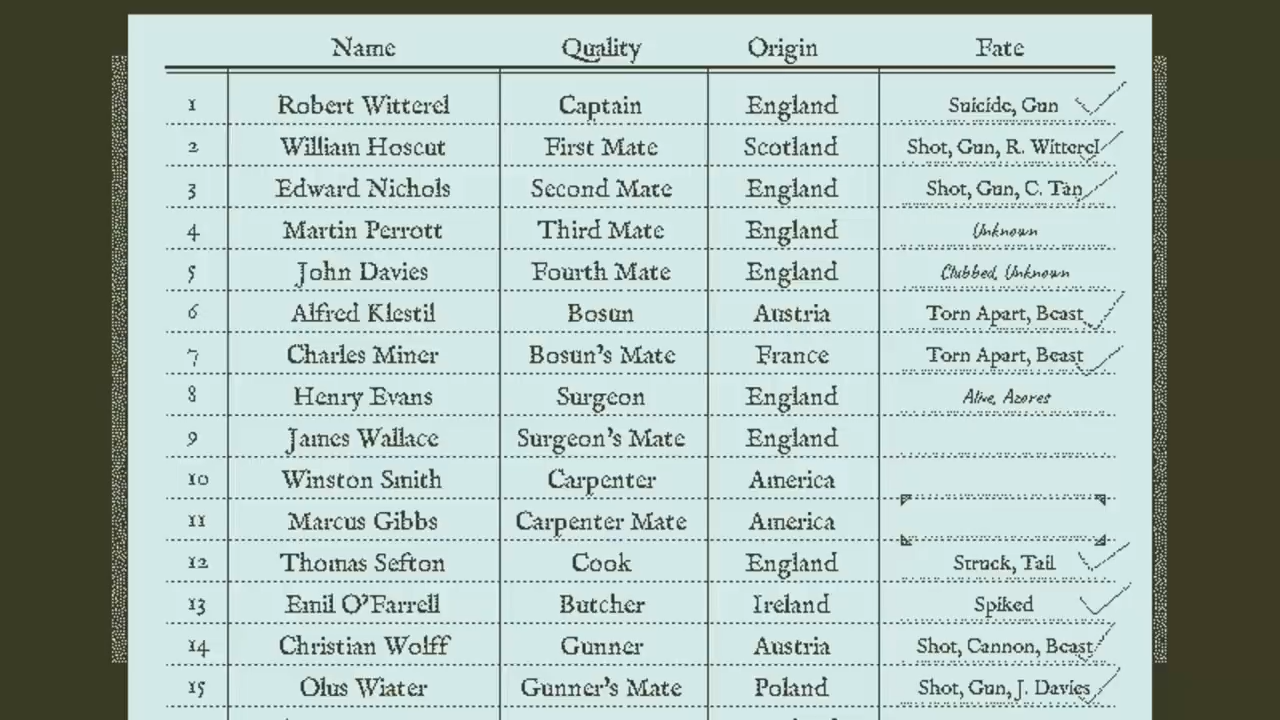 Name Quality Origin Fate
1 Robert Witterel Captain England Suicide, Gun
2 William Hoscut First Mate Scotland Shot, Gun, R. Witterel
3 Edward Nichols Second Mate England Shot, Gun, C. Tan
4 Martin Perrott Third Mate England Unknown
5 John Davies Fourth Mate England Clubbed, Unknown
6 Alfred Klestil Bosun Austria Torn Apart, Beast
7 Charles Miner Bosun's Mate France Torn Apart, Beast
8 Henry Evans Surgeon England Alive, Azores
9 James Wallace Surgeon's Mate England
10 Winston Smith Carpenter America
11 Marcus Gibbs Carpenter Mate America
12 Thomas Sefton Cook England Struck, Tail
13 Emil O'Farrell Butcher Ireland Spiked
14 Christian Wolff Gunner Austria Shot, Cannon, Beast
15 Olus Wiater Gunner's Mate Poland Shot, Gun, J. Davies